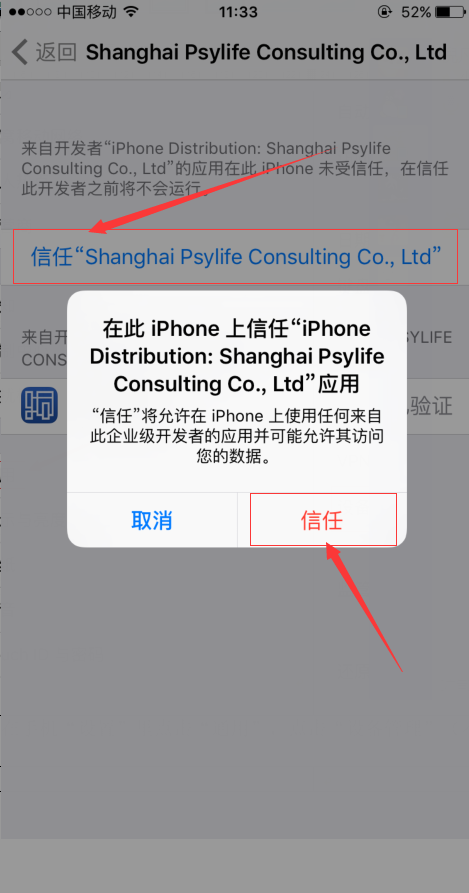 中国移动 11:33 52%
返回 Shanghai Psylife Consulting Co., Ltd
来自开发者“iPhone Distribution: Shanghai Psylife
Consulting Co., Ltd”的应用在此 iPhone 未受信任，在信任
此开发者之前将不会运行。
信任“Shanghai Psylife Consulting Co., Ltd”
来自开 PSYLIFE
CONS
验证
在此 iPhone 上信任“iPhone
Distribution: Shanghai Psylife
Consulting Co., Ltd”应用
“信任”将允许在 iPhone 上使用任何来自
此企业级开发者的应用并可能允许其访问
您的数据。
取消 信任